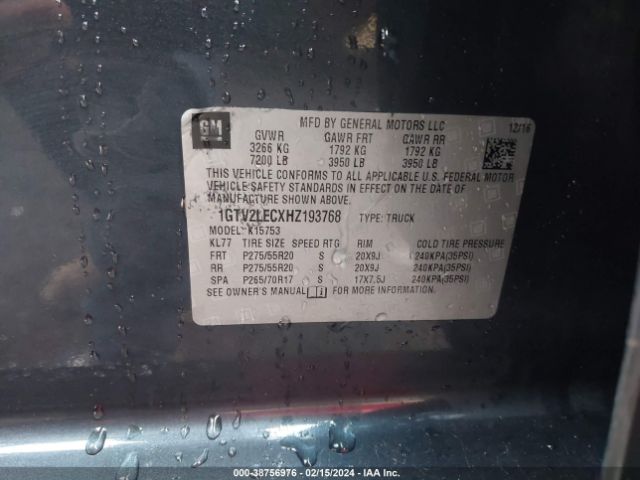 GM
MFD BY GENERAL MOTORS LLC 12/16
GVWR GAWR FRT GAWR RR
3266 KG 1792 KG 1792 KG
7200 LB 3950 LB 3950 LB
THIS VEHICLE CONFORMS TO ALL APPLICABLE U.S. FEDERAL MOTOR
VEHICLE SAFETY STANDARDS IN EFFECT ON THE DATE OF
MANUFACTURE SHOWN ABOVE.
1GTV2LECXHZ193768 TYPE: TRUCK
MODEL: K15753
KL77 TIRE SIZE SPEED RTG RIM COLD TIRE PRESSURE
FRT P275/55R20 S 20X9J 240KPA(35PSI)
RR P275/55R20 S 20X9J 240KPA(35PSI)
SPA P265/70R17 S 17X7.5J 240KPA(35PSI)
SEE OWNER'S MANUAL i FOR MORE INFORMATION.
000-38756976 - 02/15/2024 - IAA Inc.